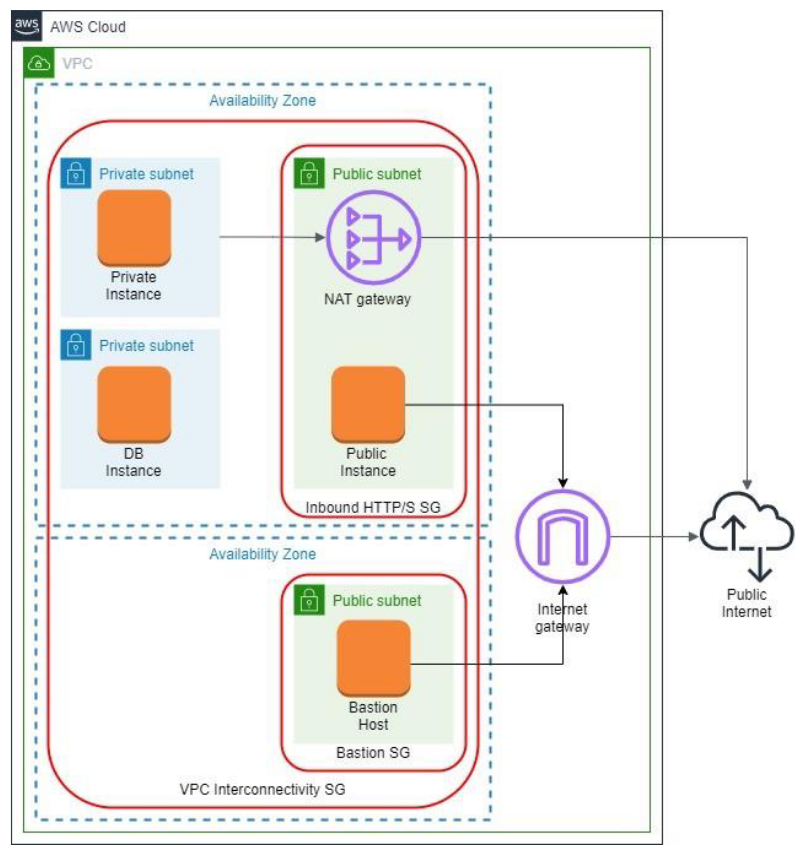 aws
AWS Cloud
VPC
Availability Zone
Private subnet
Private
Instance
Public subnet
NAT gateway
Private subnet
DB
Instance
Public
Instance
Inbound HTTP/S SG
Availability Zone
Public subnet
Bastion
Host
Bastion SG
VPC Interconnectivity SG
Internet
gateway
Public
Internet